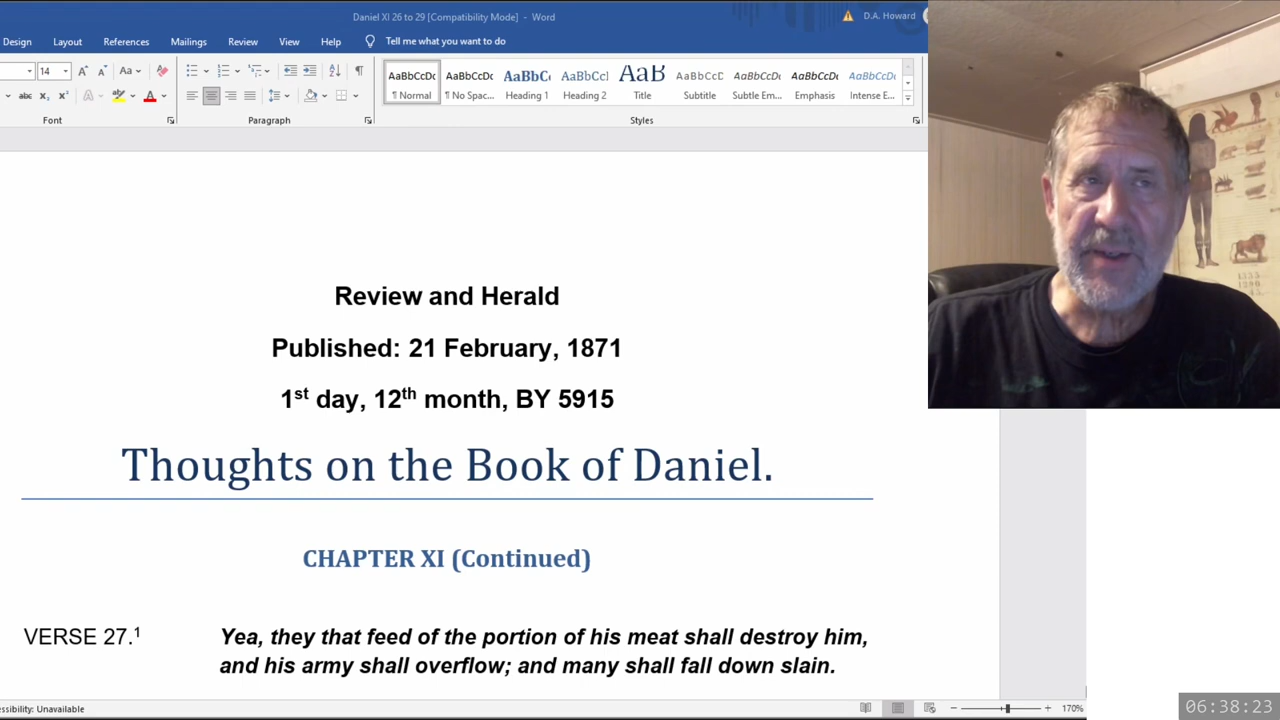 Daniel XI 26 to 29 [Compatibility Mode] - Word
D.A. Howard
Design Layout References Mailings Review View Help Tell me what you want to do
14
Aa
AaBbCcDc AaBbCcDc AaBbC AaBbCcI AaB AaBbCcD AaBbCcDc AaBbCcDc AaBbCcDc
¶ Normal ¶ No Spac... Heading 1 Heading 2 Title Subtitle Subtle Em... Emphasis Intense E...
Font Paragraph Styles
Review and Herald
Published: 21 February, 1871
1st day, 12th month, BY 5915
Thoughts on the Book of Daniel.
CHAPTER XI (Continued)
VERSE 27.1 Yea, they that feed of the portion of his meat shall destroy him,
and his army shall overflow; and many shall fall down slain.
ssibility: Unavailable
170%
06:38:23
1335
1290